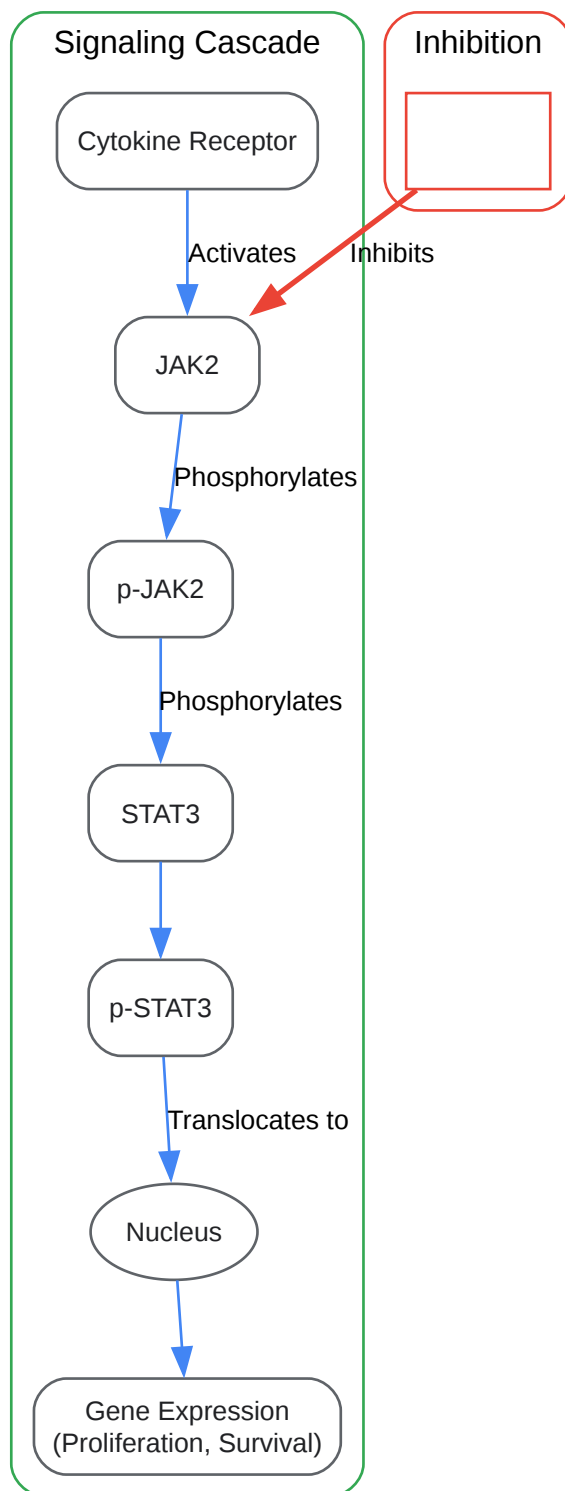 Signaling Cascade
Inhibition
Cytokine Receptor
Activates
Inhibits
JAK2
Phosphorylates
p-JAK2
Phosphorylates
STAT3
p-STAT3
Translocates to
Nucleus
Gene Expression
(Proliferation, Survival)